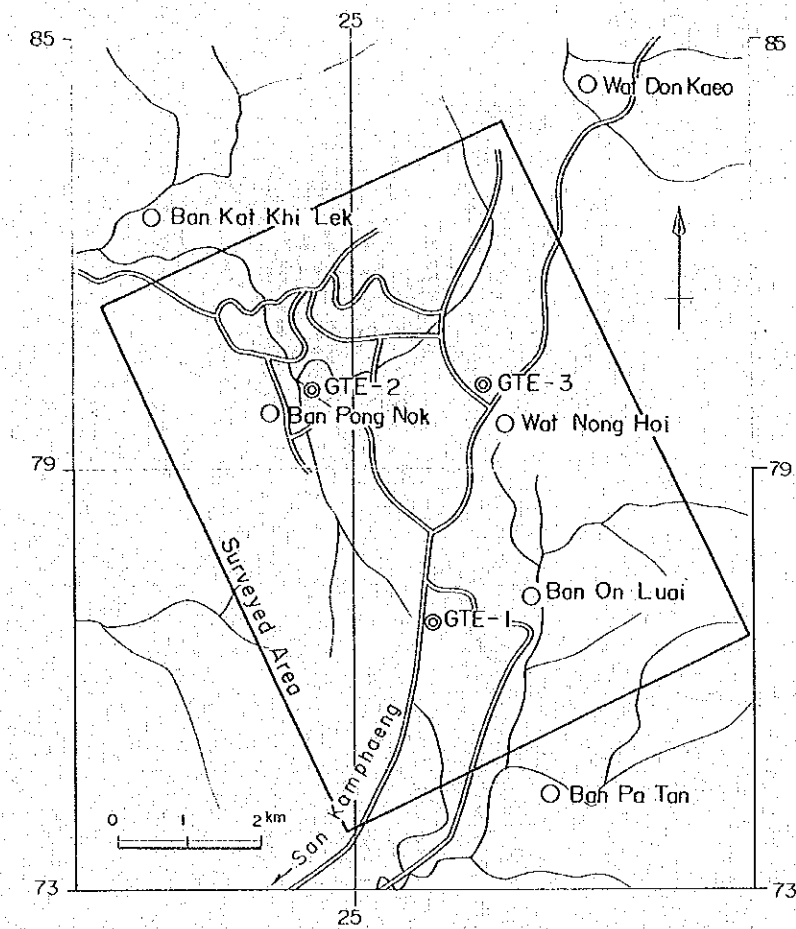 25
85
85
Wat Don Kaeo
Ban Kat Khi Lek
GTE-2
GTE-3
Ban Pong Nok
Wat Nong Hoi
79
79
Surveyed Area
Ban On Luai
GTE-1
San Kamphaeng
Ban Pa Tan
0 1 2 km
73
73
25